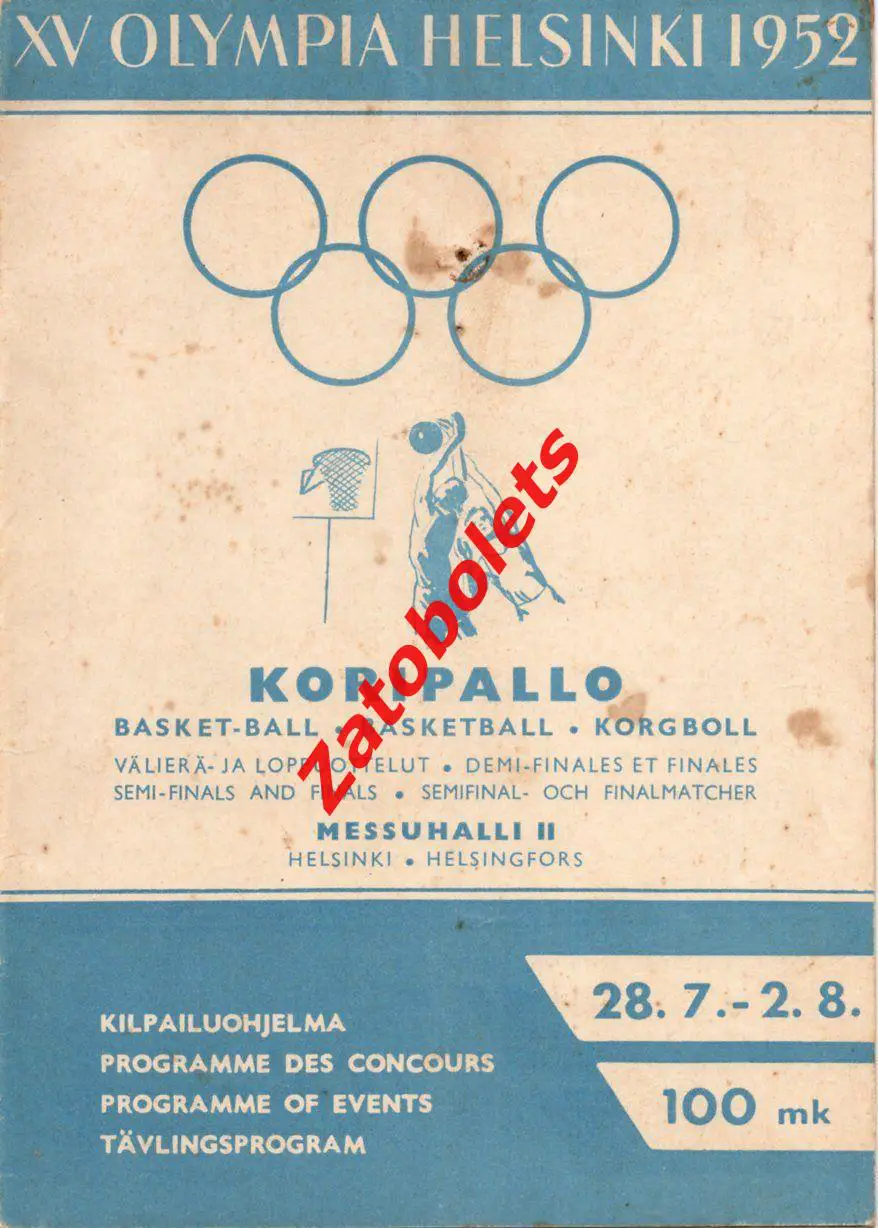 XV OLYMPIA HELSINKI 1952
Zatobolets
KORIPALLO
BASKET-BALL • BASKETBALL • KORGBOLL
VÄLIERÄ- JA LOPPUOTTELUT • DEMI-FINALES ET FINALES
SEMI-FINALS AND FINALS • SEMIFINAL- OCH FINALMATCHER
MESSUHALLI II
HELSINKI • HELSINGFORS
28. 7. - 2. 8.
KILPAILUOHJELMA
PROGRAMME DES CONCOURS
PROGRAMME OF EVENTS
TÄVLINGSPROGRAM
100 mk